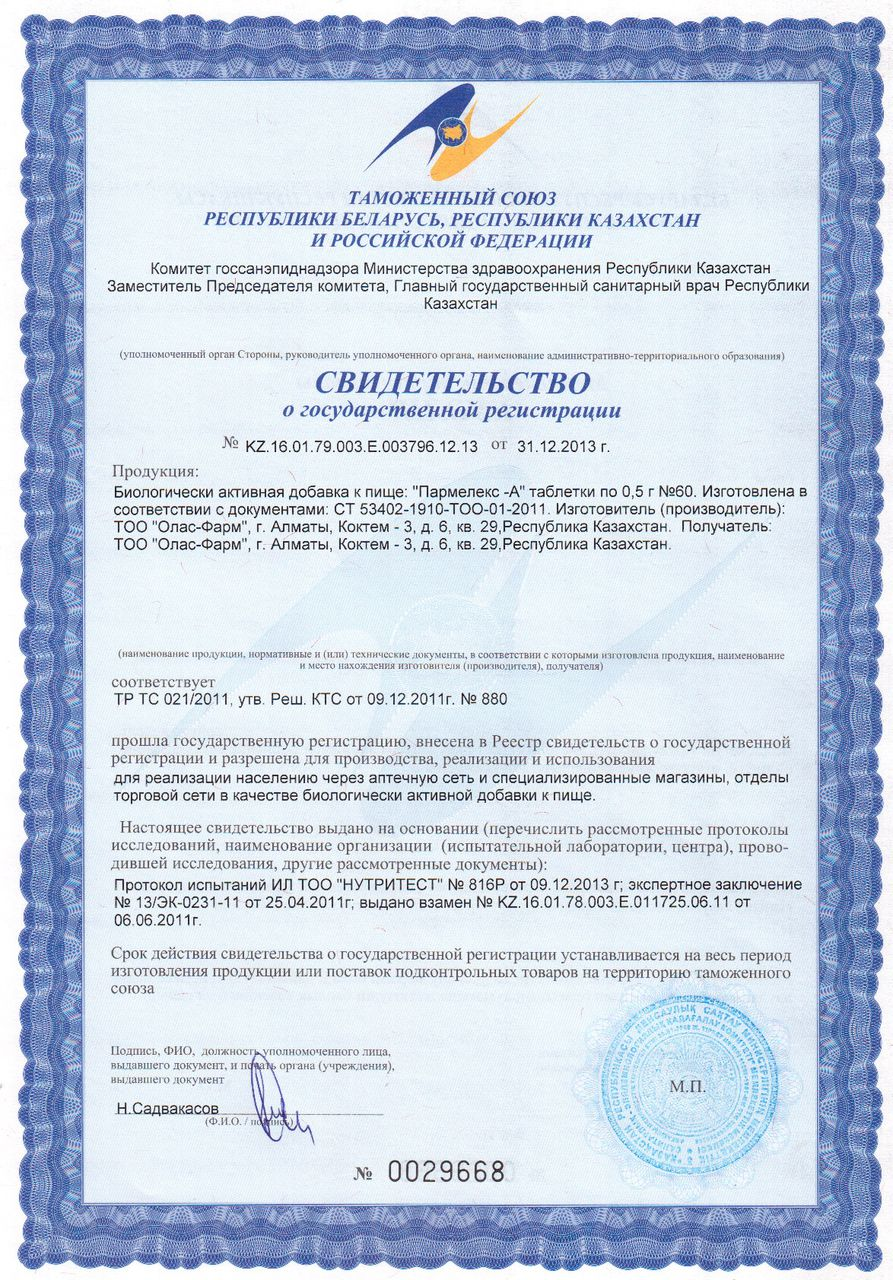 ТАМОЖЕННЫЙ СОЮЗ
РЕСПУБЛИКИ БЕЛАРУСЬ, РЕСПУБЛИКИ КАЗАХСТАН
И РОССИЙСКОЙ ФЕДЕРАЦИИ
Комитет госсанэпиднадзора Министерства здравоохранения Республики Казахстан
Заместитель Председателя комитета, Главный государственный санитарный врач Республики
Казахстан
(уполномоченный орган Стороны, руководитель уполномоченного органа, наименование административно-территориального образования)
СВИДЕТЕЛЬСТВО
о государственной регистрации
№ KZ.16.01.79.003.E.003796.12.13 от 31.12.2013 г.
Продукция:
Биологически активная добавка к пище: "Пармелекс -А" таблетки по 0,5 г №60. Изготовлена в
соответствии с документами: СТ 53402-1910-ТОО-01-2011. Изготовитель (производитель):
ТОО "Олас-Фарм", г. Алматы, Коктем - 3, д. 6, кв. 29,Республика Казахстан. Получатель:
ТОО "Олас-Фарм", г. Алматы, Коктем - 3, д. 6, кв. 29,Республика Казахстан.
(наименование продукции, нормативные и (или) технические документы, в соответствии с которыми изготовлена продукция, наименование
и место нахождения изготовителя (производителя), получателя)
соответствует
ТР ТС 021/2011, утв. Реш. КТС от 09.12.2011г. № 880
прошла государственную регистрацию, внесена в Реестр свидетельств о государственной
регистрации и разрешена для производства, реализации и использования
для реализации населению через аптечную сеть и специализированные магазины, отделы
торговой сети в качестве биологически активной добавки к пище.
Настоящее свидетельство выдано на основании (перечислить рассмотренные протоколы
исследований, наименование организации (испытательной лаборатории, центра), прово-
дившей исследования, другие рассмотренные документы):
Протокол испытаний ИЛ ТОО "НУТРИТЕСТ" № 816Р от 09.12.2013 г; экспертное заключение
№ 13/ЭК-0231-11 от 25.04.2011г; выдано взамен № KZ.16.01.78.003.E.011725.06.11 от
06.06.2011г.
Срок действия свидетельства о государственной регистрации устанавливается на весь период
изготовления продукции или поставок подконтрольных товаров на территорию таможенного
союза
Подпись, ФИО, должность уполномоченного лица,
выдавшего документ, и печать органа (учреждения),
выдавшего документ
Н.Садвакасов
(Ф.И.О. / подпись)
М.П.
№ 0029668